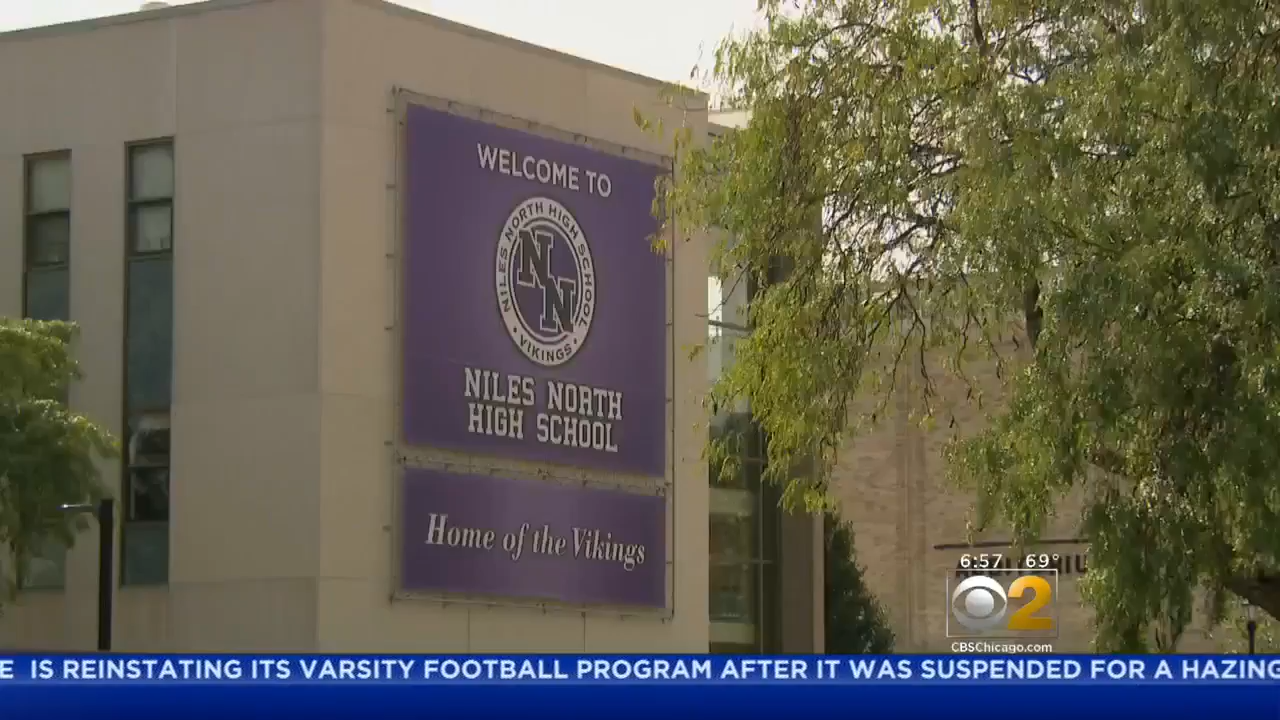 WELCOME TO
NILES NORTH HIGH SCHOOL
NN
• VIKINGS •
NILES NORTH
HIGH SCHOOL
Home of the Vikings
6:57 69°
2
CBSChicago.com
E IS REINSTATING ITS VARSITY FOOTBALL PROGRAM AFTER IT WAS SUSPENDED FOR A HAZING